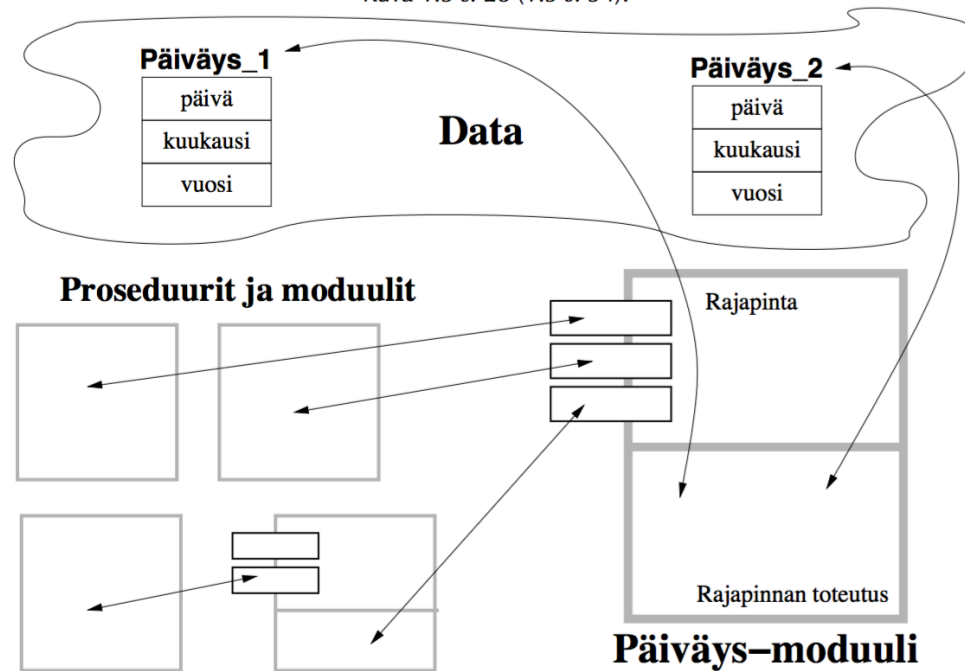 Päiväys_1
päivä
kuukausi
vuosi
Data
Päiväys_2
päivä
kuukausi
vuosi
Proseduurit ja moduulit
Rajapinta
Rajapinnan toteutus
Päiväys–moduuli